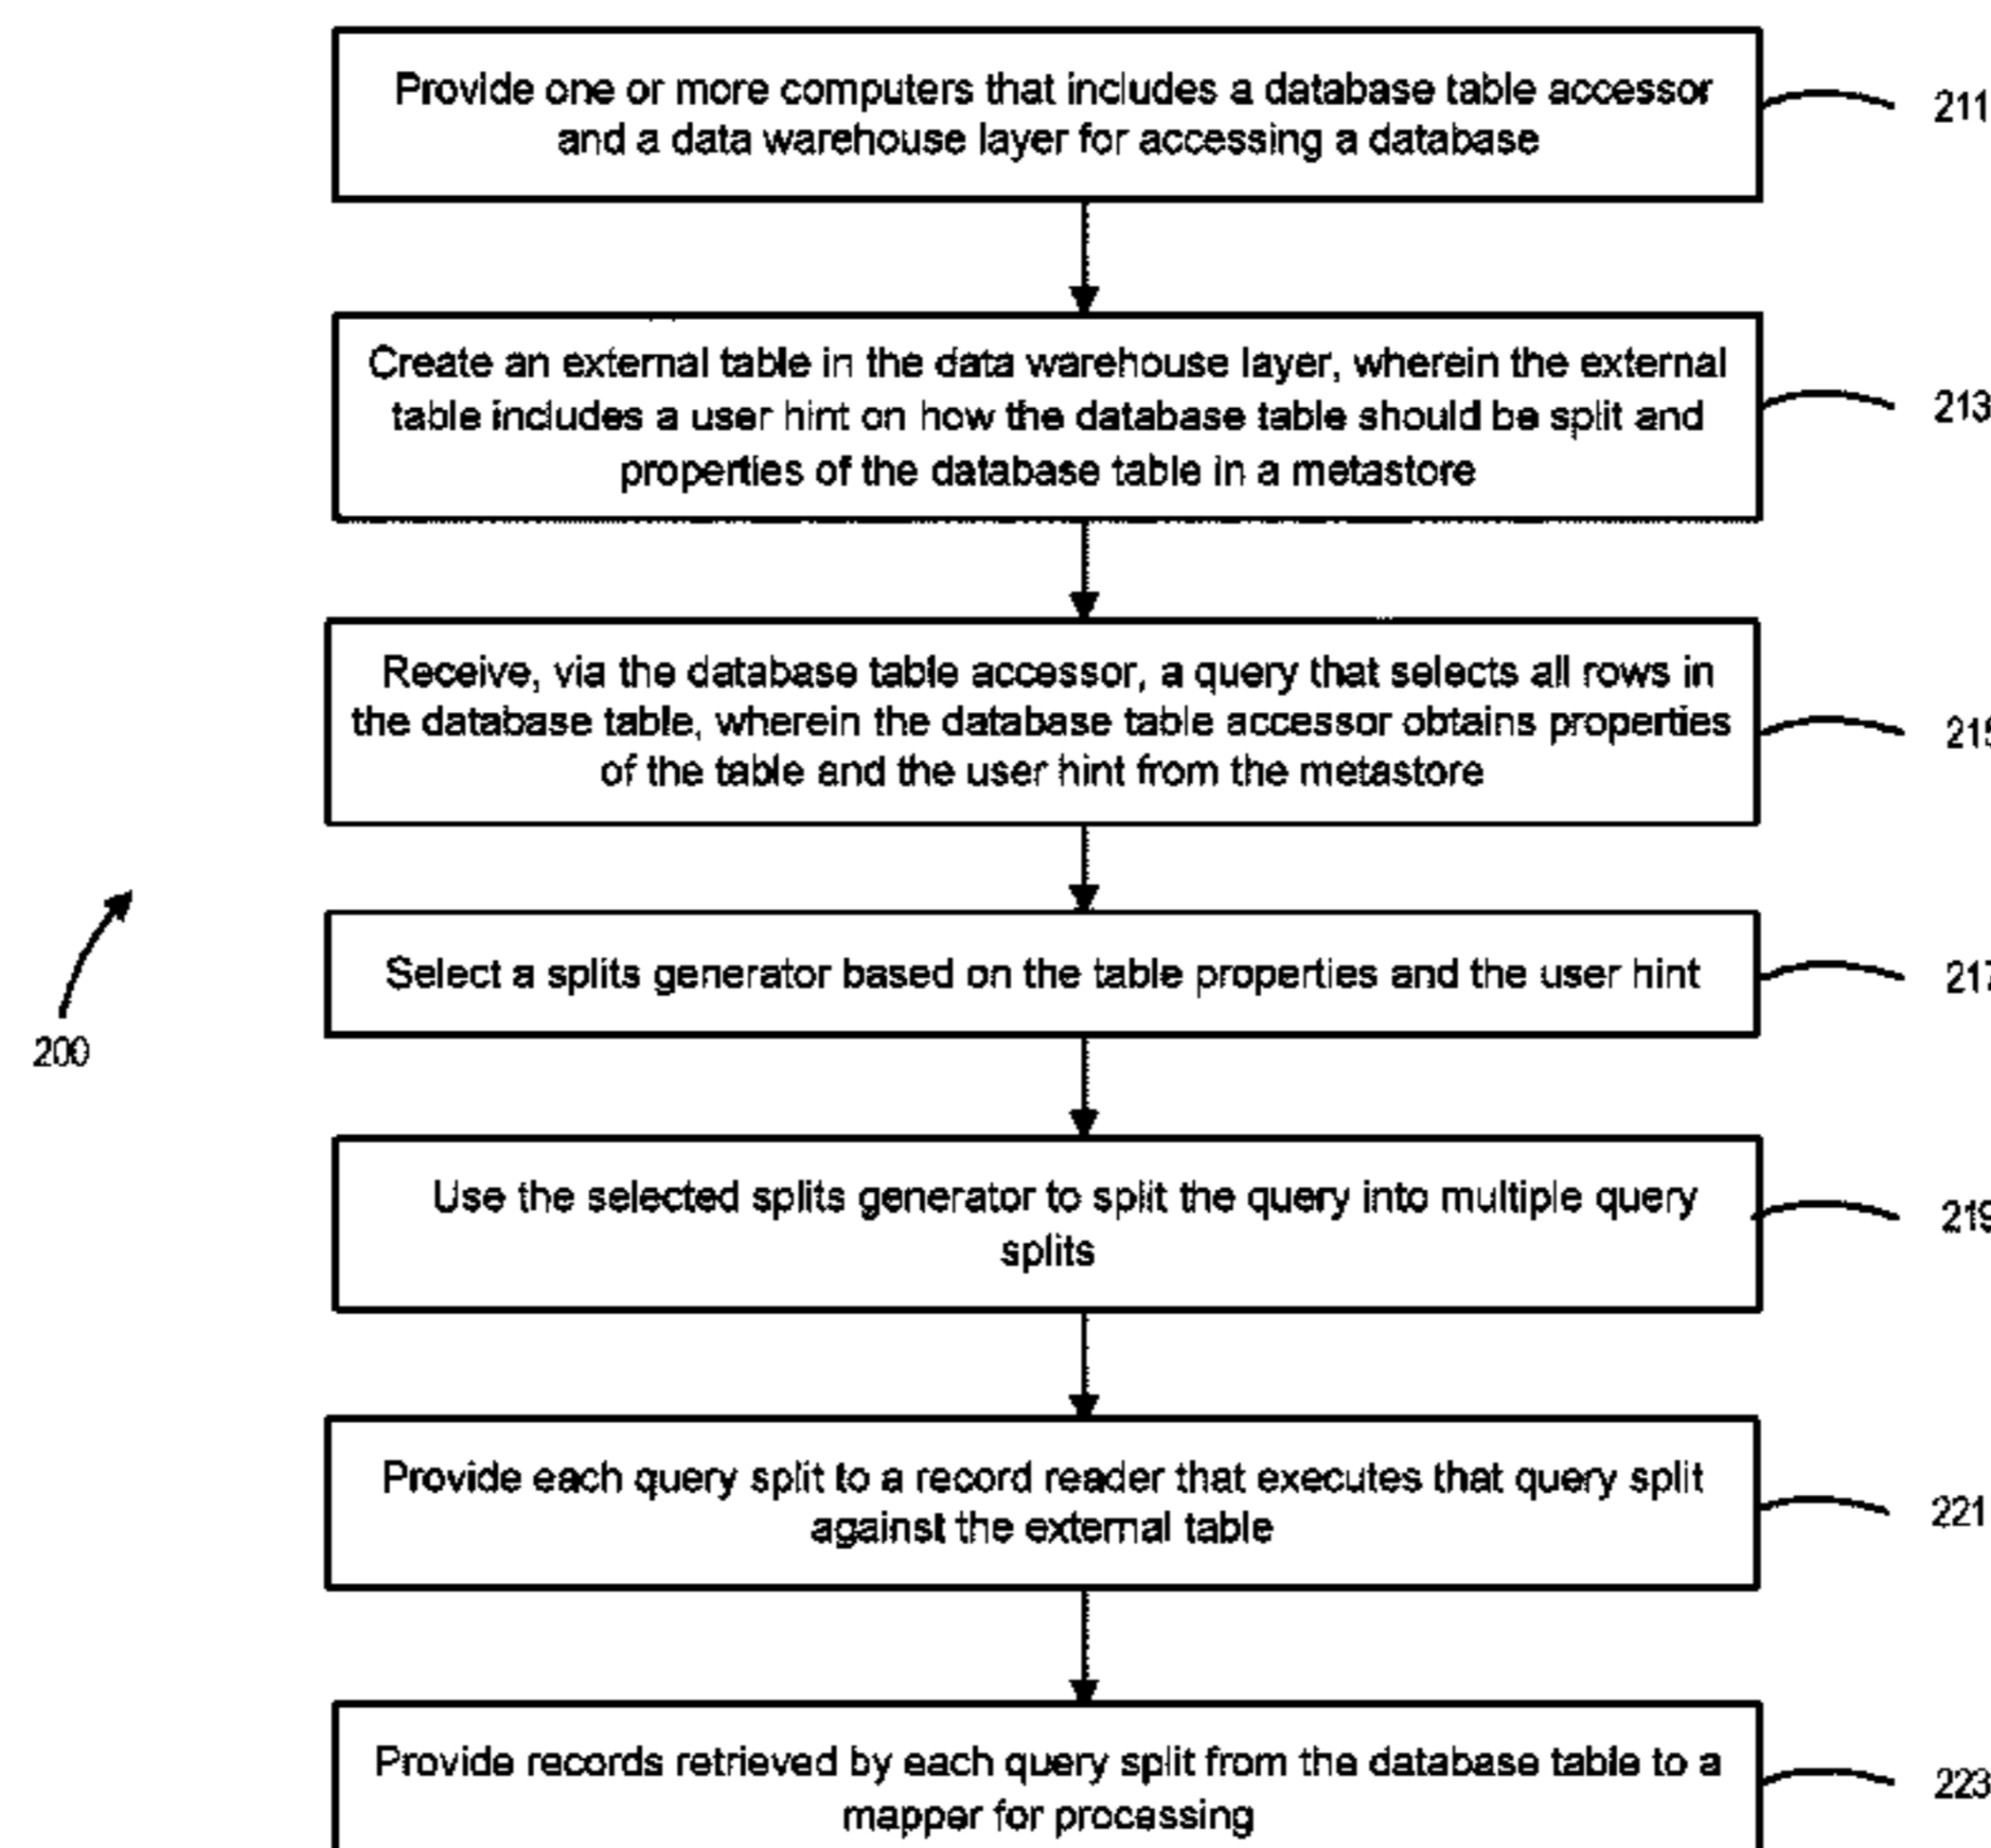 Provide one or more computers that includes a database table accessor
and a data warehouse layer for accessing a database
211
Create an external table in the data warehouse layer, wherein the external
table includes a user hint on how the database table should be split and
properties of the database table in a metastore
213
Receive, via the database table accessor, a query that selects all rows in
the database table, wherein the database table accessor obtains properties
of the table and the user hint from the metastore
215
Select a splits generator based on the table properties and the user hint
217
200
Use the selected splits generator to split the query into multiple query
splits
219
Provide each query split to a record reader that executes that query split
against the external table
221
Provide records retrieved by each query split from the database table to a
mapper for processing
223